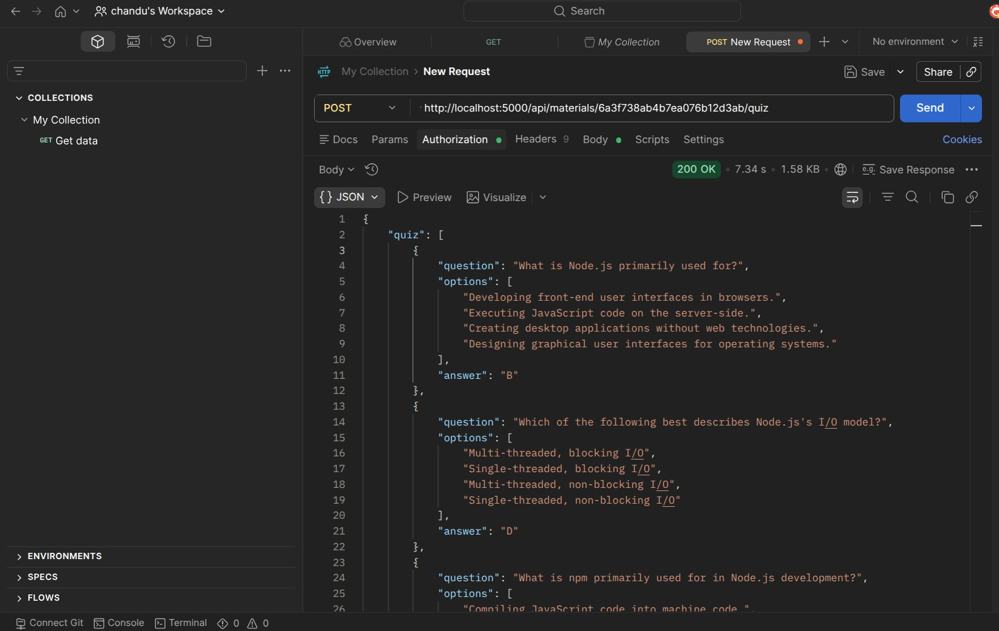 chandu's Workspace
Search
Overview
GET
My Collection
POST New Request
No environment
My Collection > New Request
Save
Share
COLLECTIONS
My Collection
GET Get data
POST
http://localhost:5000/api/materials/6a3f738ab4b7ea076b12d3ab/quiz
Send
Docs
Params
Authorization
Headers 9
Body
Scripts
Settings
Cookies
Body
200 OK
7.34 s
1.58 KB
e.g. Save Response
{} JSON
Preview
Visualize
1 {
2 "quiz": [
3 {
4 "question": "What is Node.js primarily used for?",
5 "options": [
6 "Developing front-end user interfaces in browsers.",
7 "Executing JavaScript code on the server-side.",
8 "Creating desktop applications without web technologies.",
9 "Designing graphical user interfaces for operating systems."
10 ],
11 "answer": "B"
12 },
13 {
14 "question": "Which of the following best describes Node.js's I/O model?",
15 "options": [
16 "Multi-threaded, blocking I/O",
17 "Single-threaded, blocking I/O",
18 "Multi-threaded, non-blocking I/O",
19 "Single-threaded, non-blocking I/O"
20 ],
21 "answer": "D"
22 },
23 {
24 "question": "What is npm primarily used for in Node.js development?",
25 "options": [
26 "Compiling JavaScript code into machine code.",
ENVIRONMENTS
SPECS
FLOWS
Connect Git
Console
Terminal
0
0